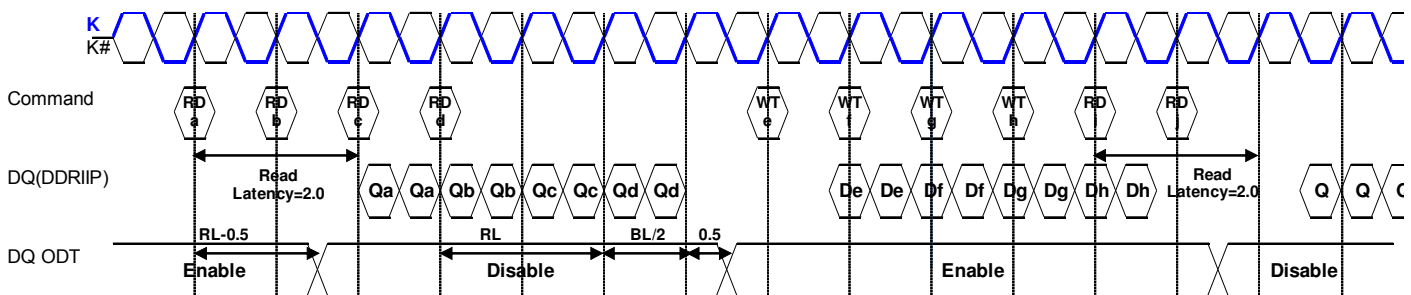 K
K#
Command RD a RD b RD c RD d WT e WT f WT g WT h RD i RD j
DQ(DDRIIP) Read Latency=2.0 Qa Qa Qb Qb Qc Qc Qd Qd De De Df Df Dg Dg Dh Dh Read Latency=2.0 Q Q
RL-0.5 RL BL/2 0.5
DQ ODT Enable Disable Enable Disable